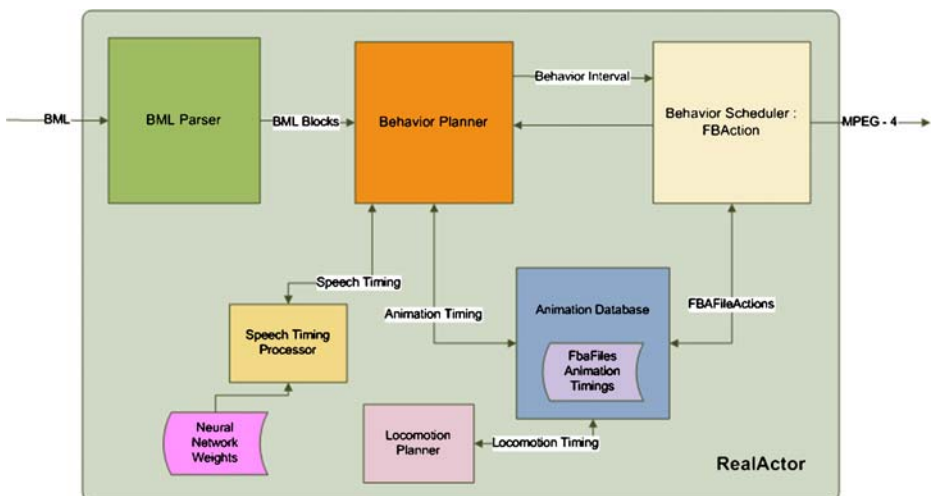 BML
BML Parser
BML Blocks
Behavior Planner
Behavior Interval
Behavior Scheduler :
FBAction
MPEG - 4
Speech Timing
Animation Timing
FBAFileActions
Speech Timing
Processor
Animation Database
FbaFiles
Animation
Timings
Neural
Network
Weights
Locomotion
Planner
Locomotion Timing
RealActor